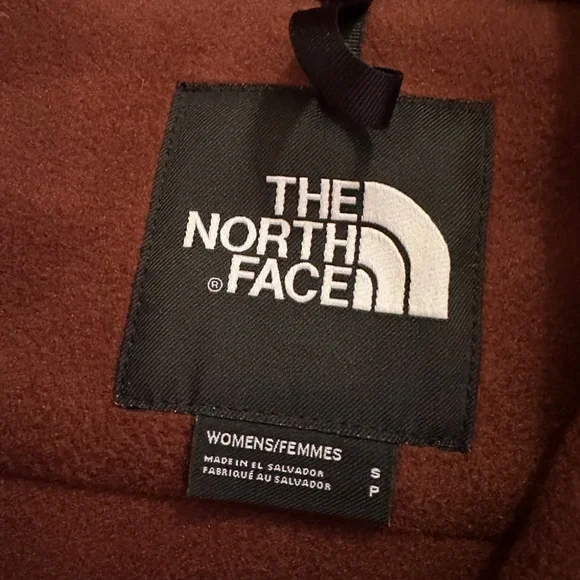 THE
NORTH
® FACE
WOMENS/FEMMES
MADE IN EL SALVADOR S
FABRIQUÉ AU SALVADOR P